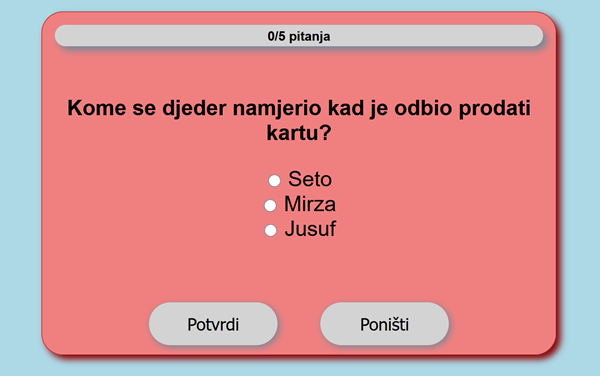 0/5 pitanja
Kome se djeder namjerio kad je odbio prodati
kartu?
Seto
Mirza
Jusuf
Potvrdi
Poništi